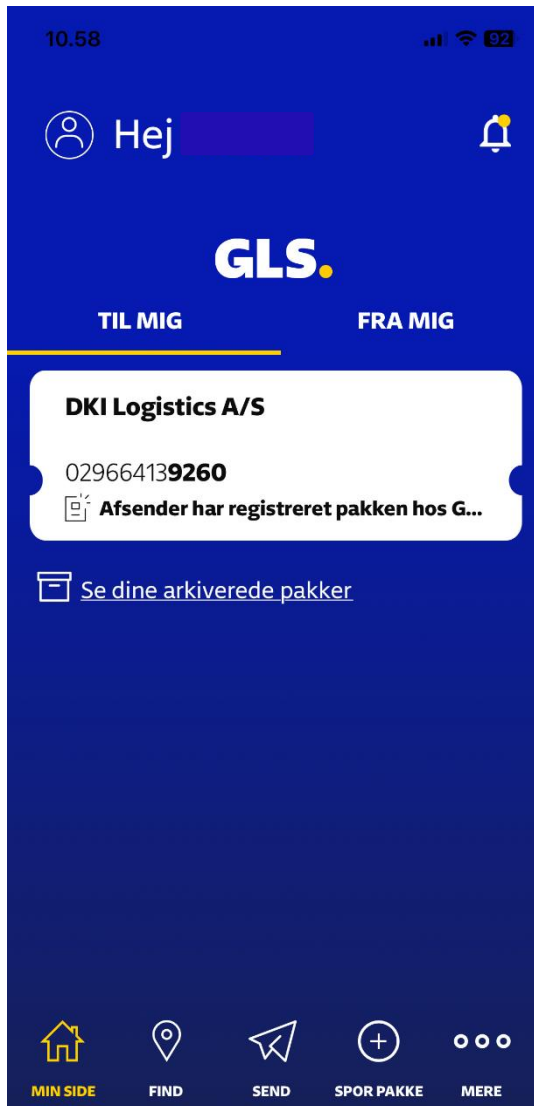 10.58
92
Hej
GLS.
TIL MIG
FRA MIG
DKI Logistics A/S
029664139260
Afsender har registreret pakken hos G...
Se dine arkiverede pakker
MIN SIDE
FIND
SEND
SPOR PAKKE
MERE